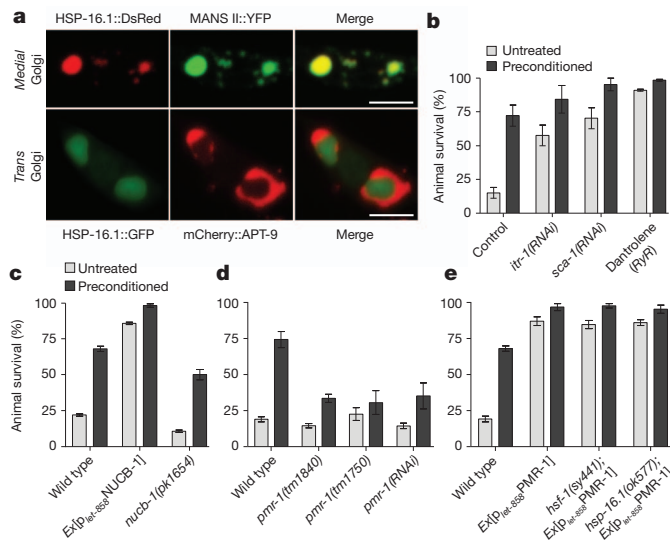 a
HSP-16.1::DsRed
MANS II::YFP
Merge
Medial
Golgi
Trans
Golgi
HSP-16.1::GFP
mCherry::APT-9
Merge
b
Untreated
Preconditioned
Animal survival (%)
100
75
50
25
0
Control
itr-1(RNAi)
sca-1(RNAi)
Dantrolene
(RyR)
c
Untreated
Preconditioned
Animal survival (%)
100
75
50
25
0
Wild type
Ex[plet-858NUCB-1]
nucb-1(pk1654)
d
Untreated
Preconditioned
100
75
50
25
0
Wild type
pmr-1(tm1840)
pmr-1(tm1750)
pmr-1(RNAi)
e
100
75
50
25
0
Wild type
Ex[plet-858PMR-1]
hsf-1(sy441);
Ex[plet-858PMR-1]
hsp-16.1(ok577);
Ex[plet-858PMR-1]